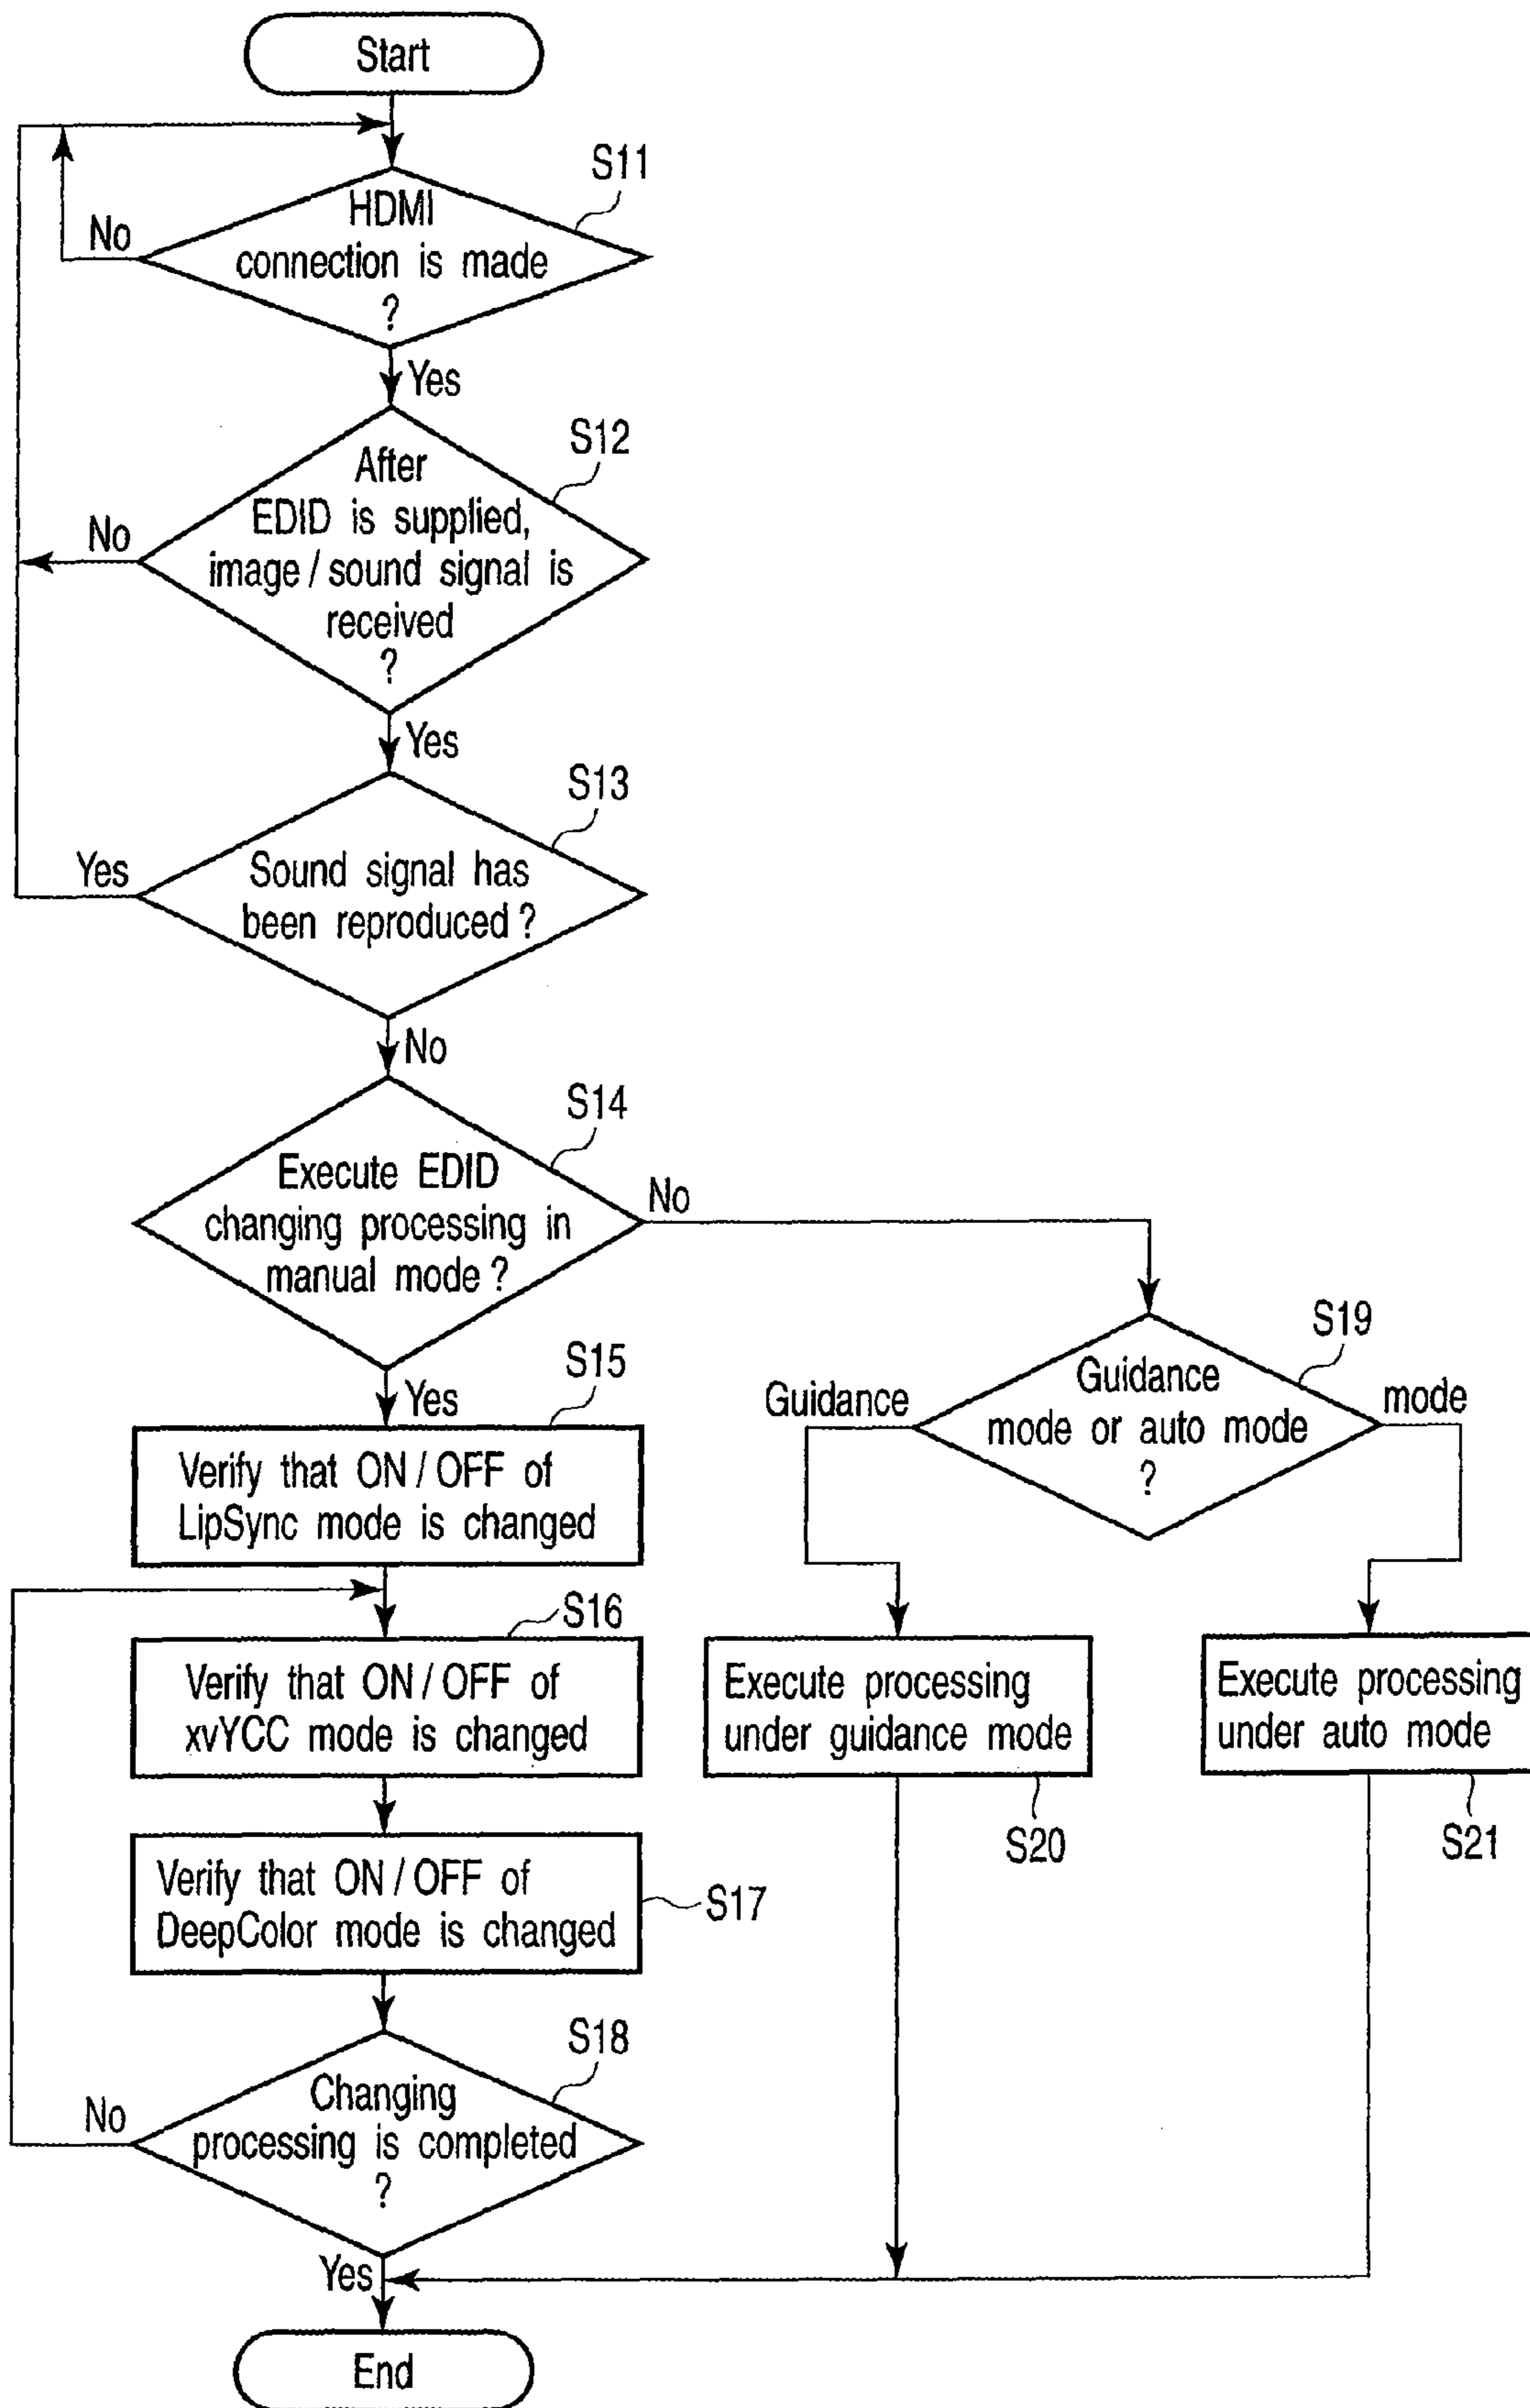 Start
S11
HDMI
connection is made
?
No
Yes
S12
After
EDID is supplied,
image / sound signal is
received
?
No
Yes
S13
Sound signal has
been reproduced ?
Yes
No
S14
Execute EDID
changing processing in
manual mode ?
No
Yes
S15
Verify that ON / OFF of
LipSync mode is changed
S16
Verify that ON / OFF of
xvYCC mode is changed
Verify that ON / OFF of
DeepColor mode is changed
S17
S18
Changing
processing is completed
?
No
Yes
S19
Guidance
mode or auto mode
?
Guidance
mode
Execute processing
under guidance mode
S20
Execute processing
under auto mode
S21
End